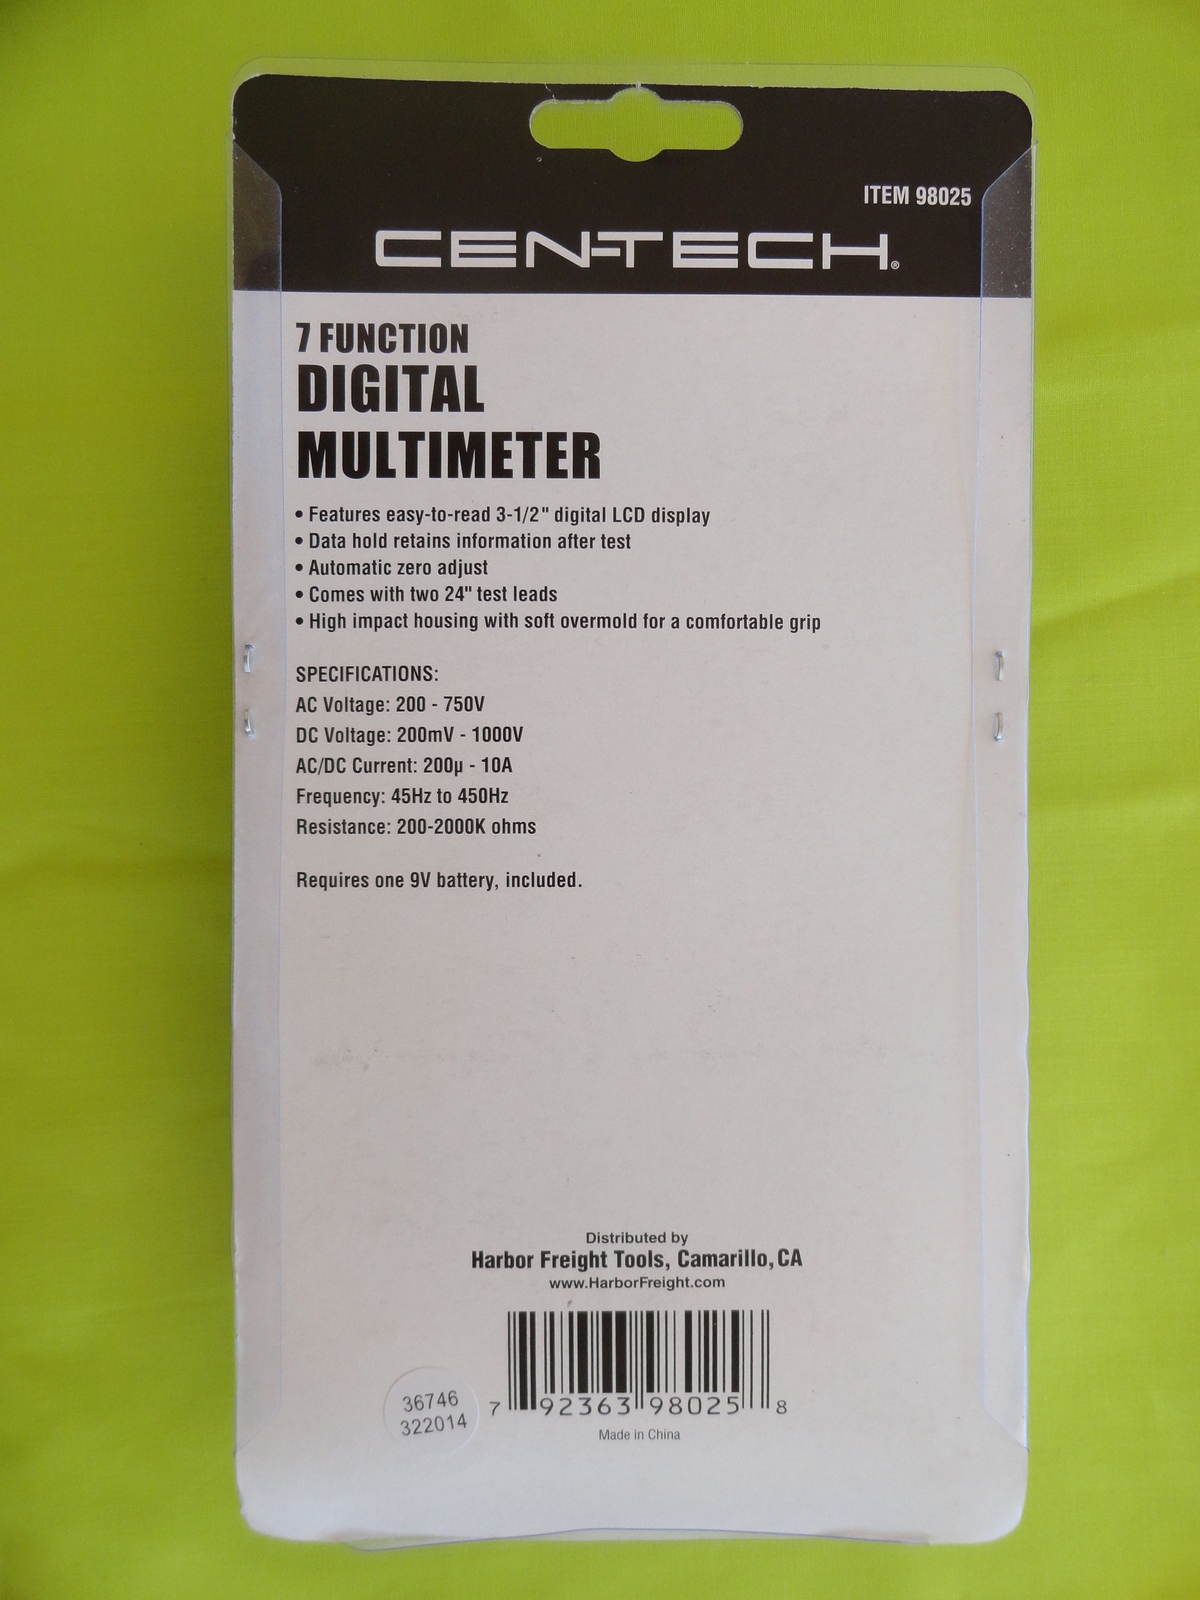 ITEM 98025
CEN-TECH®
7 FUNCTION
DIGITAL
MULTIMETER
• Features easy-to-read 3-1/2" digital LCD display
• Data hold retains information after test
• Automatic zero adjust
• Comes with two 24" test leads
• High impact housing with soft overmold for a comfortable grip
SPECIFICATIONS:
AC Voltage: 200 - 750V
DC Voltage: 200mV - 1000V
AC/DC Current: 200µ - 10A
Frequency: 45Hz to 450Hz
Resistance: 200-2000K ohms
Requires one 9V battery, included.
Distributed by
Harbor Freight Tools, Camarillo, CA
www.HarborFreight.com
36746
322014
7 92363 98025 8
Made in China